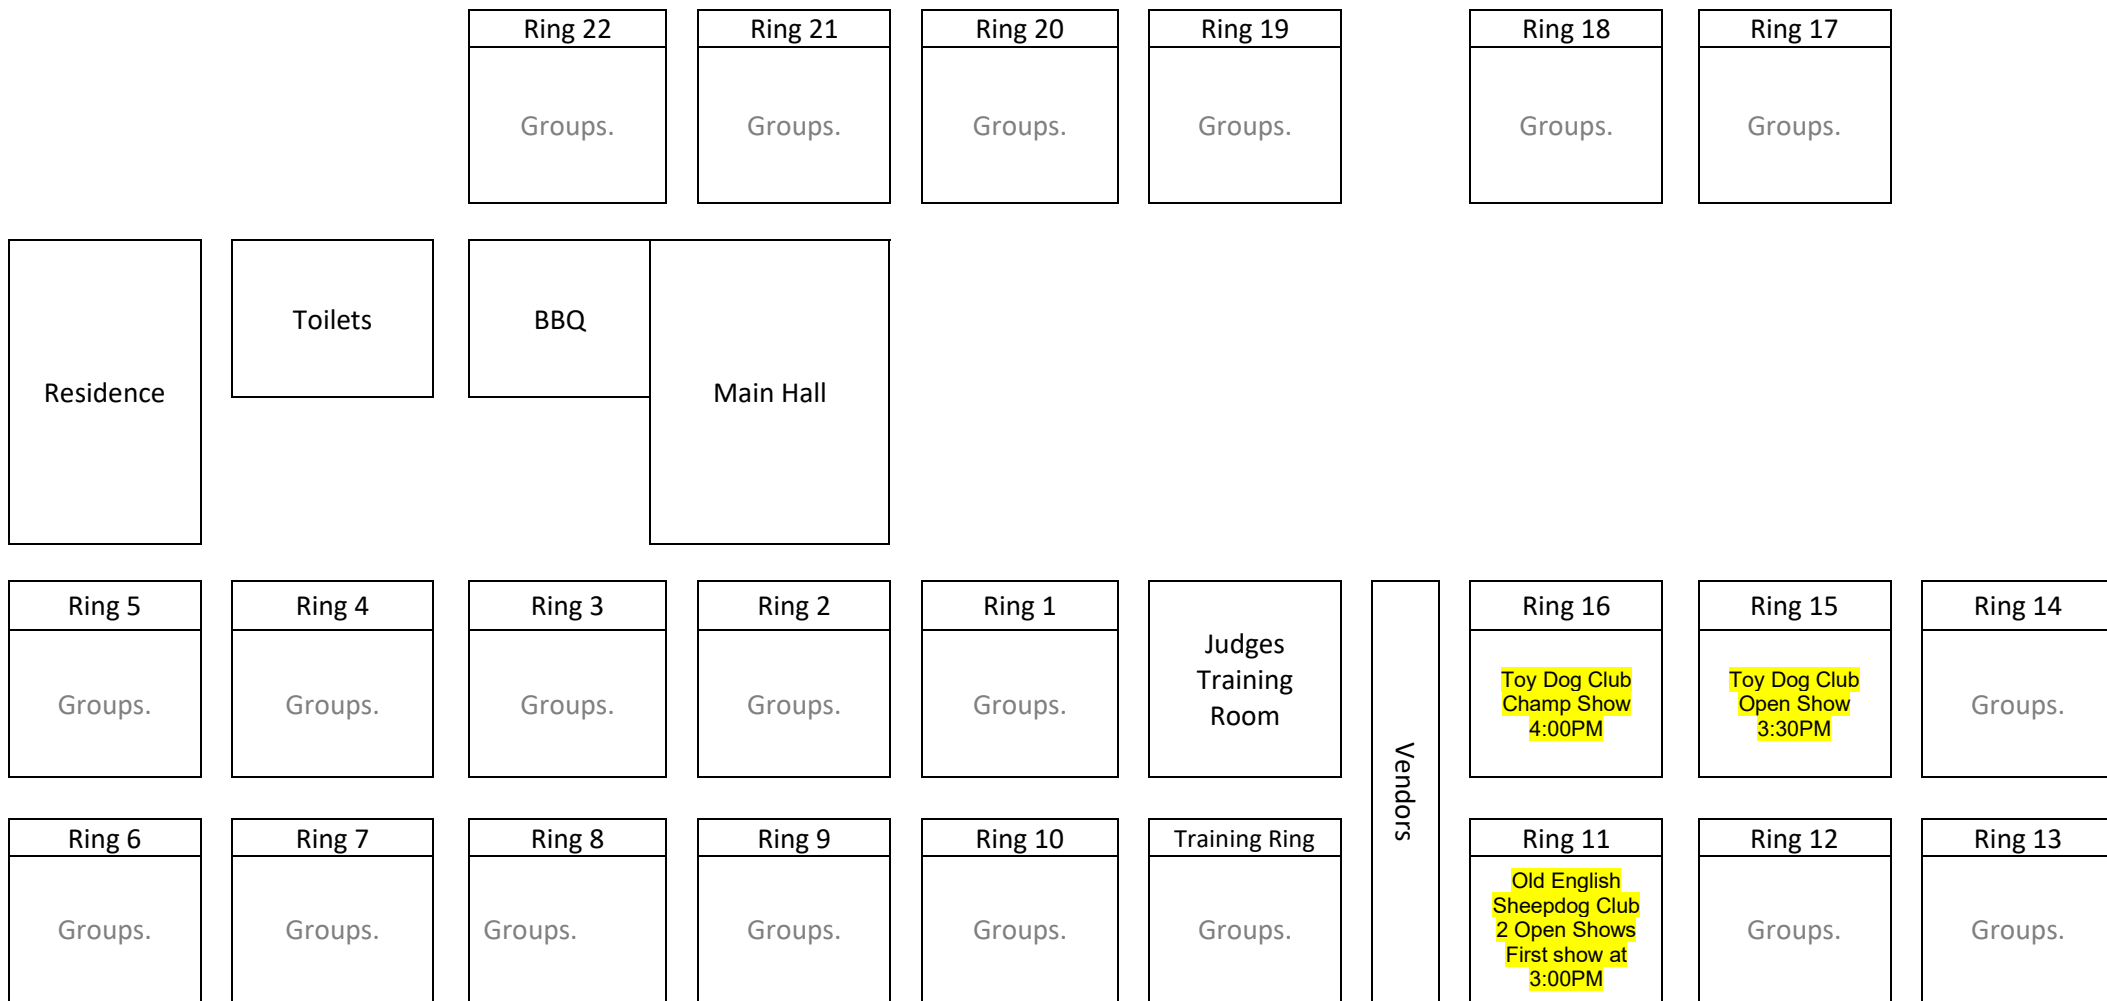 Ring 22
Ring 21
Ring 20
Ring 19
Ring 18
Ring 17
Groups.
Groups.
Groups.
Groups.
Groups.
Groups.
Residence
Toilets
BBQ
Main Hall
Ring 5
Ring 4
Ring 3
Ring 2
Ring 1
Judges
Training
Room
Vendors
Ring 16
Ring 15
Ring 14
Groups.
Groups.
Groups.
Groups.
Groups.
Toy Dog Club
Champ Show
4:00PM
Toy Dog Club
Open Show
3:30PM
Groups.
Ring 6
Ring 7
Ring 8
Ring 9
Ring 10
Training Ring
Ring 11
Ring 12
Ring 13
Groups.
Groups.
Groups.
Groups.
Groups.
Groups.
Old English
Sheepdog Club
2 Open Shows
First show at
3:00PM
Groups.
Groups.